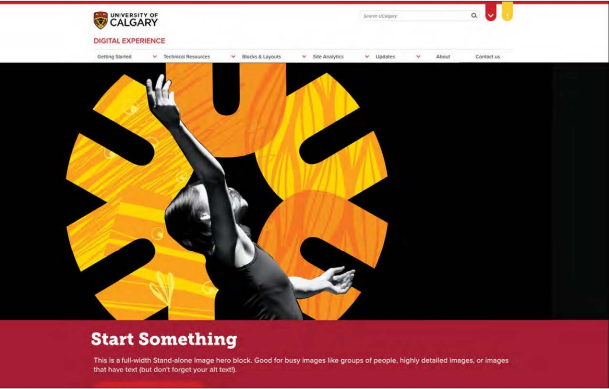 UNIVERSITY OF
CALGARY
Search UCalgary
DIGITAL EXPERIENCE
Getting Started Technical Resources Blocks & Layouts Site Analytics Updates About Contact us
Start Something
This is a full-width Stand-alone Image hero block. Good for busy images like groups of people, highly detailed images, or images
that have text (but don't forget your alt text!).